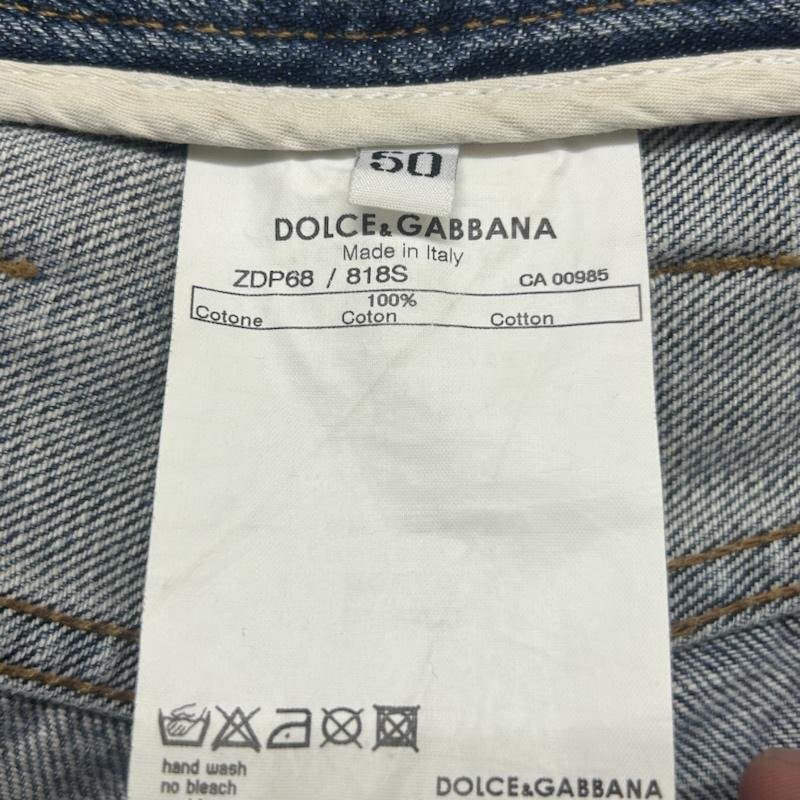 50
DOLCE&GABBANA
Made in Italy
ZDP68 / 818S CA 00985
100%
Cotone Coton Cotton
hand wash
no bleach
DOLCE&GABBANA